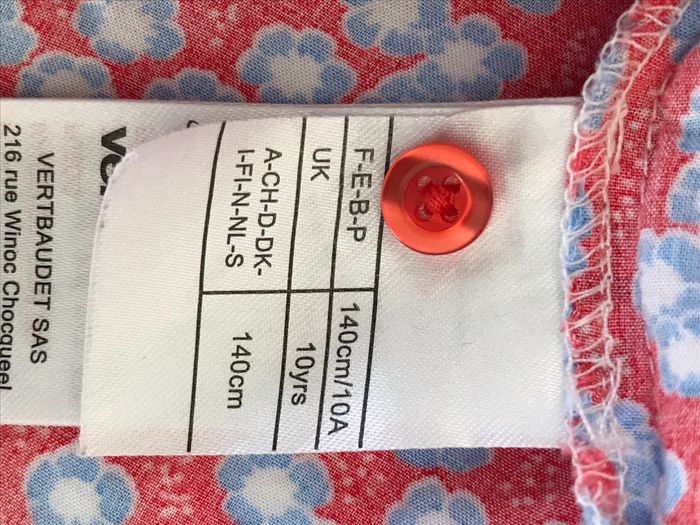 F-E-B-P 140cm/10A
UK 10yrs
A-CH-D-DK-
I-FI-N-NL-S 140cm
VERTBAUDET SAS
216 rue Winoc Chocqueel